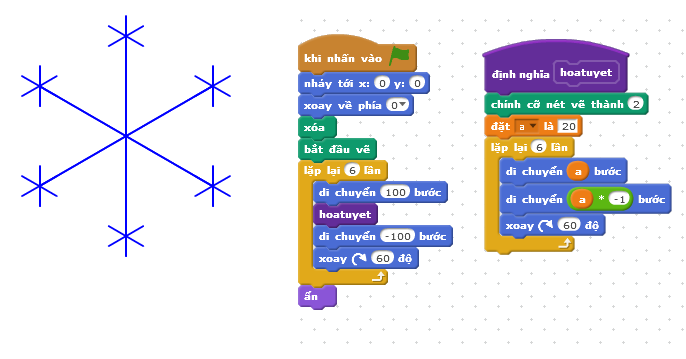 khi nhấn vào
nhảy tới x: 0 y: 0
xoay về phía 0
xóa
bắt đầu vẽ
lặp lại 6 lần
di chuyển 100 bước
hoatuyet
di chuyển -100 bước
xoay 60 độ
ẩn
định nghĩa hoatuyet
chỉnh cỡ nét vẽ thành 2
đặt a là 20
lặp lại 6 lần
di chuyển a bước
di chuyển a * -1 bước
xoay 60 độ